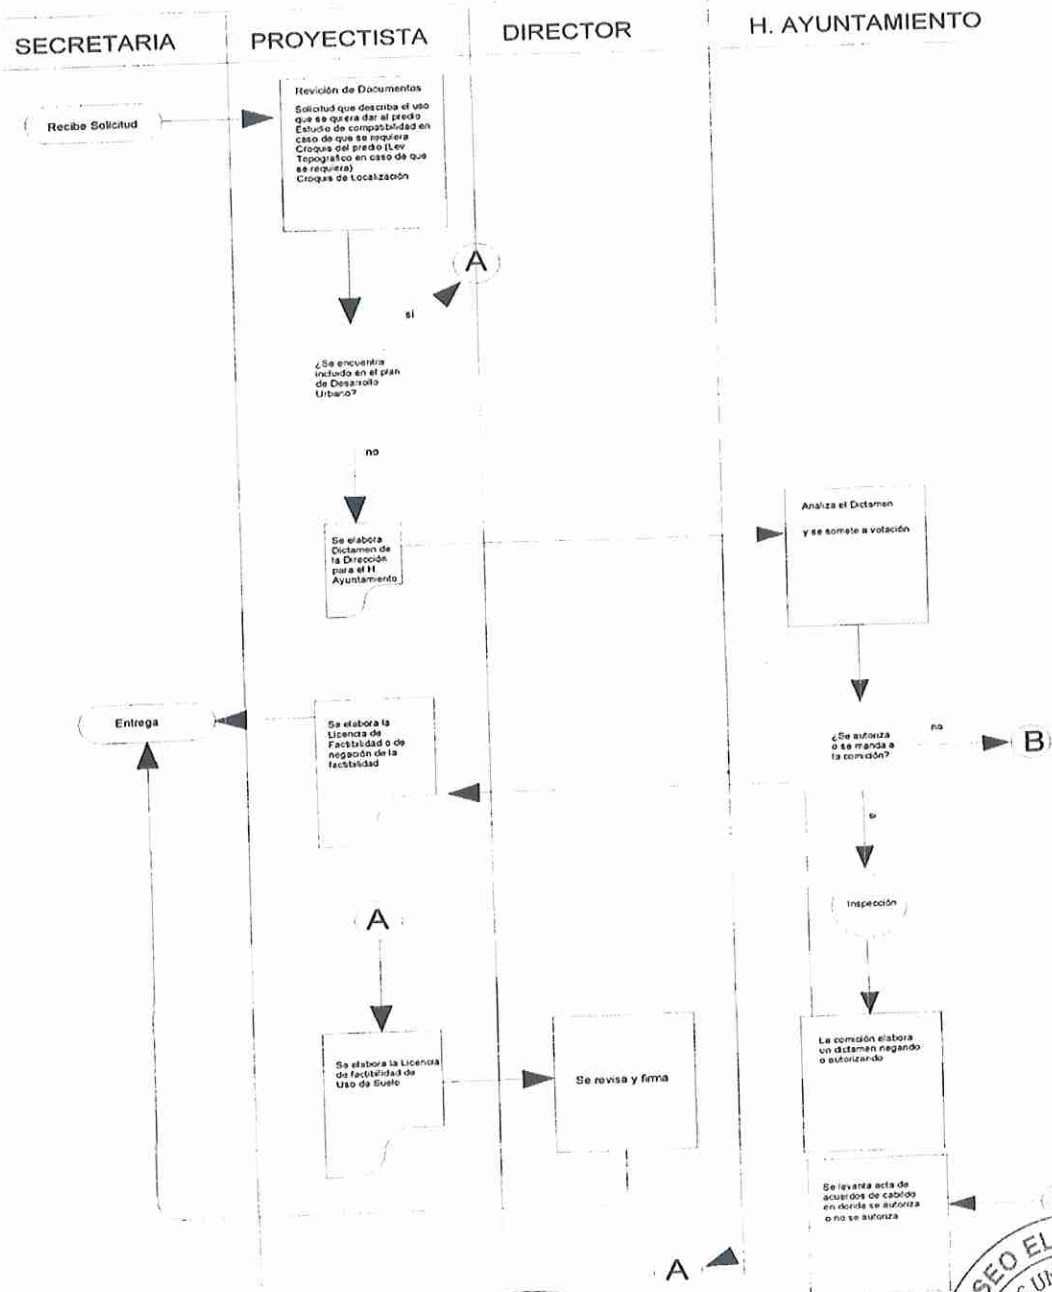 SECRETARIA
PROYECTISTA
DIRECTOR
H. AYUNTAMIENTO
Recibe Solicitud
Revición de Documentos
Solicitud que describa el uso
que se quiera dar al predio
Estudio de compatibilidad en
caso de que se requiera
Croquis del predio (Lev
Topografico en caso de que
se requiera)
Croquis de Localización
A
si
¿Se encuentra
incluido en el plan
de Desarrollo
Urbano?
no
Se elabora
Dictamen de
la Dirección
para el H
Ayuntamiento
Analiza el Dictamen
y se somete a votación
Entrega
Se elabora la
Licencia de
Factibilidad o de
negación de la
factibilidad
¿Se autoriza
o se manda a
la comición?
no
B
si
Inspección
A
Se elabora la Licencia
de factibilidad de
Uso de Suelo
Se revisa y firma
La comición elabora
un dictamen negando
o autorizando
Se levanta acta de
acuerdos de cabildo
en donde se autoriza
o no se autoriza
A
SEO EL